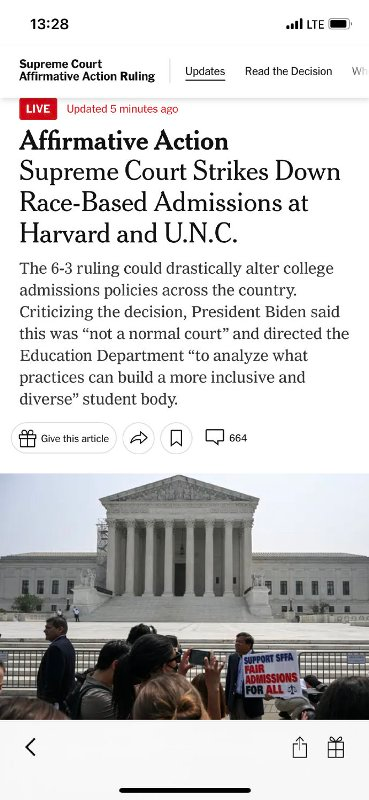 13:28
LTE
Supreme Court
Affirmative Action Ruling
Updates
Read the Decision
Wh
LIVE
Updated 5 minutes ago
Affirmative Action
Supreme Court Strikes Down
Race-Based Admissions at
Harvard and U.N.C.
The 6-3 ruling could drastically alter college
admissions policies across the country.
Criticizing the decision, President Biden said
this was “not a normal court” and directed the
Education Department “to analyze what
practices can build a more inclusive and
diverse” student body.
Give this article
664
SUPPORT SFFA
FAIR
ADMISSIONS
FOR ALL